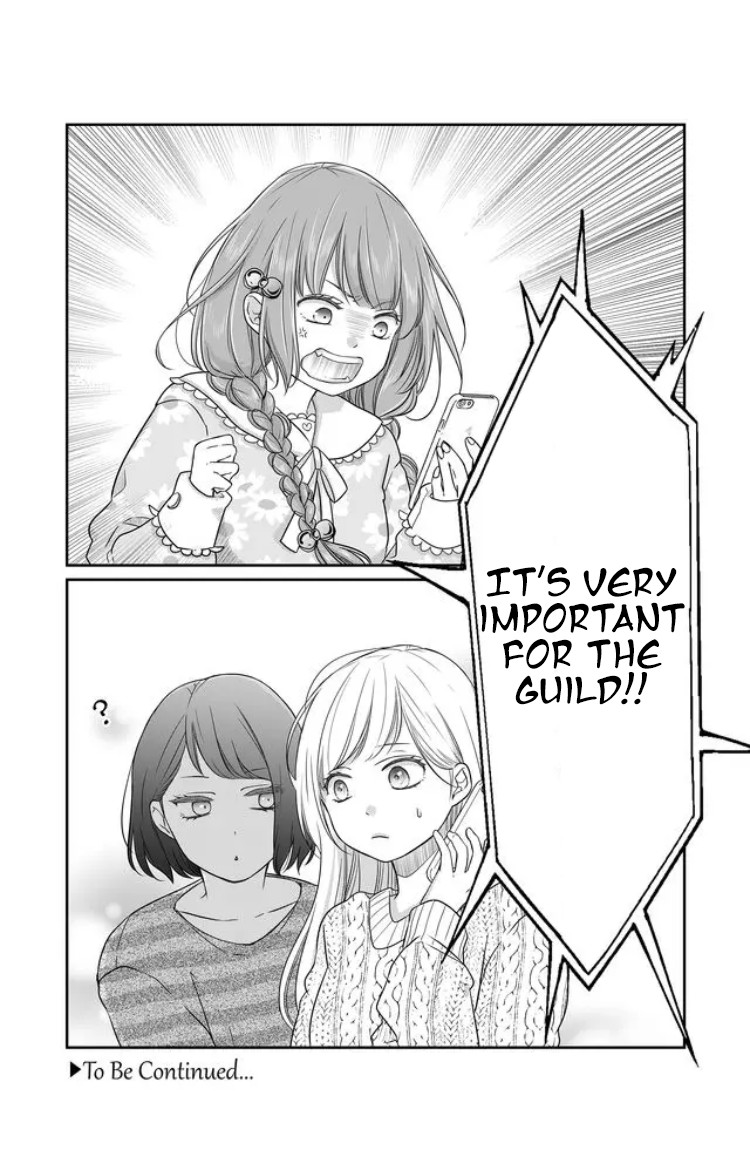 IT'S VERY
IMPORTANT
FOR THE
GUILD!!
?
▶To Be Continued...